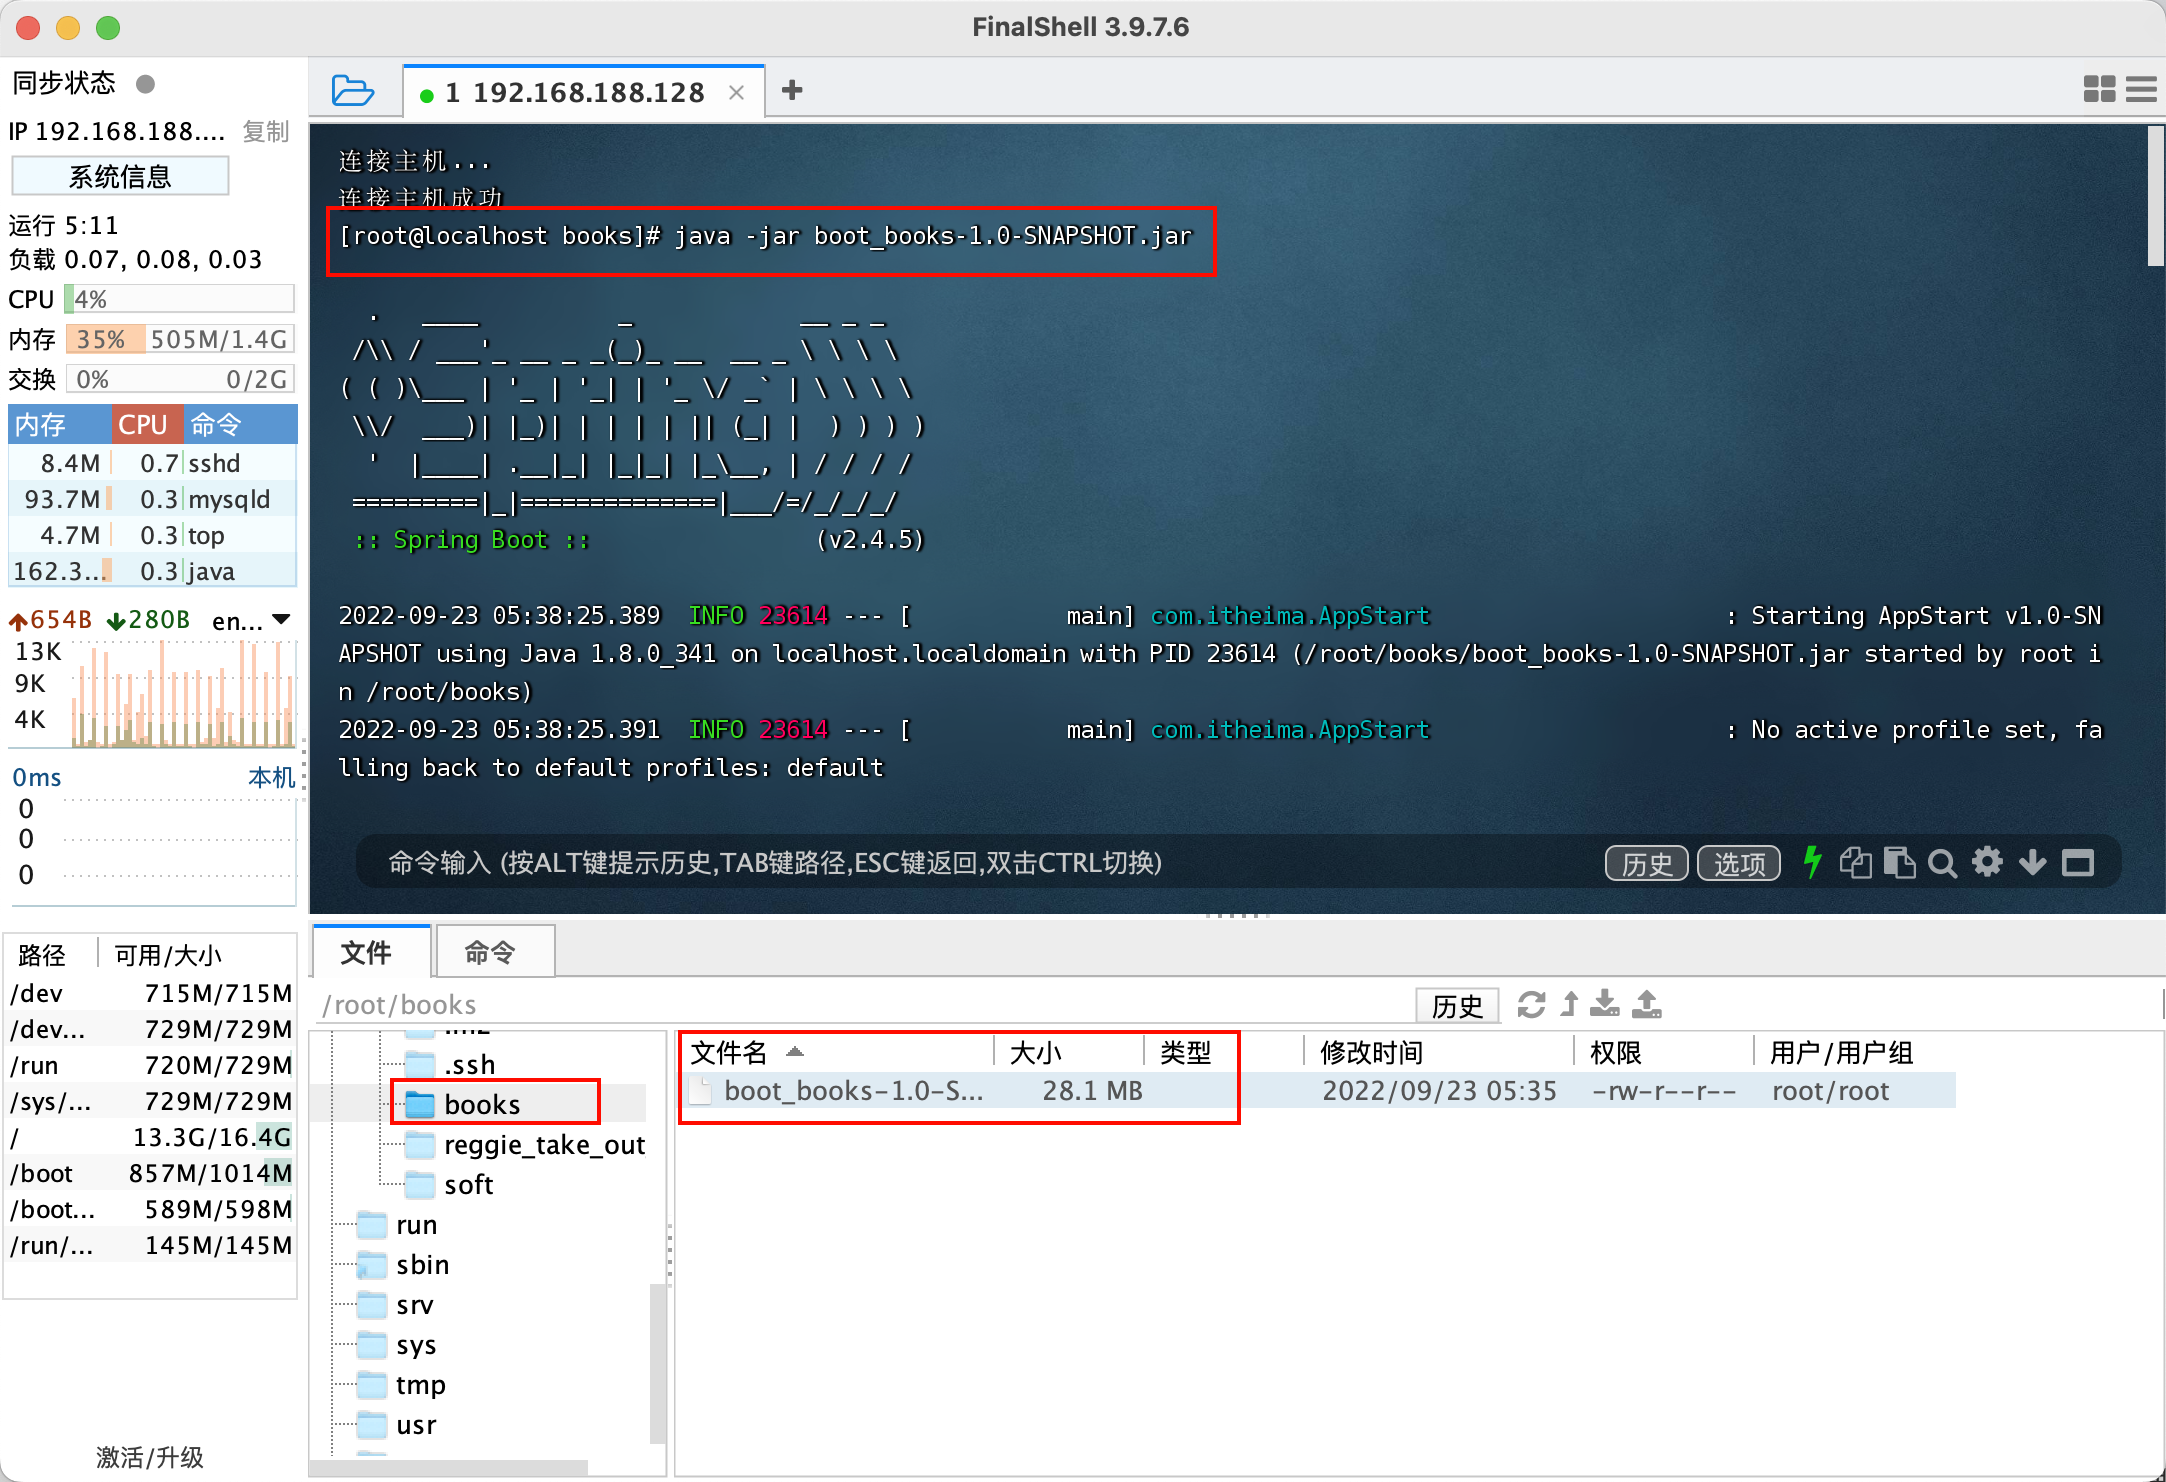 FinalShell 3.9.7.6
同步状态
IP 192.168.188.... 复制
系统信息
运行 5:11
负载 0.07, 0.08, 0.03
CPU 4%
内存 35% 505M/1.4G
交换 0% 0/2G
内存 CPU 命令
8.4M 0.7 sshd
93.7M 0.3 mysqld
4.7M 0.3 top
162.3... 0.3 java
654B 280B en...
13K
9K
4K
0ms 本机
0
0
0
路径 可用/大小
/dev 715M/715M
/dev... 729M/729M
/run 720M/729M
/sys/... 729M/729M
/ 13.3G/16.4G
/boot 857M/1014M
/boot... 589M/598M
/run/... 145M/145M
激活/升级
1 192.168.188.128
连接主机...
连接主机成功
[root@localhost books]# java -jar boot_books-1.0-SNAPSHOT.jar
  .   ____          _            __ _ _
 /\\ / ___'_ __ _ _(_)_ __  __ _ \ \ \ \
( ( )\___ | '_ | '_| | '_ \/ _` | \ \ \ \
 \\/  ___)| |_)| | | | | || (_| |  ) ) ) )
  '  |____| .__|_| |_|_| |_\__, | / / / /
 =========|_|==============|___/=/_/_/_/
 :: Spring Boot ::                (v2.4.5)
2022-09-23 05:38:25.389  INFO 23614 --- [           main] com.itheima.AppStart                     : Starting AppStart v1.0-SN
APSHOT using Java 1.8.0_341 on localhost.localdomain with PID 23614 (/root/books/boot_books-1.0-SNAPSHOT.jar started by root i
n /root/books)
2022-09-23 05:38:25.391  INFO 23614 --- [           main] com.itheima.AppStart                     : No active profile set, fa
lling back to default profiles: default
命令输入 (按ALT键提示历史,TAB键路径,ESC键返回,双击CTRL切换) 历史 选项
文件 命令
/root/books 历史
.ssh
books
reggie_take_out
soft
run
sbin
srv
sys
tmp
usr
文件名 大小 类型 修改时间 权限 用户/用户组
boot_books-1.0-S... 28.1 MB 2022/09/23 05:35 -rw-r--r-- root/root